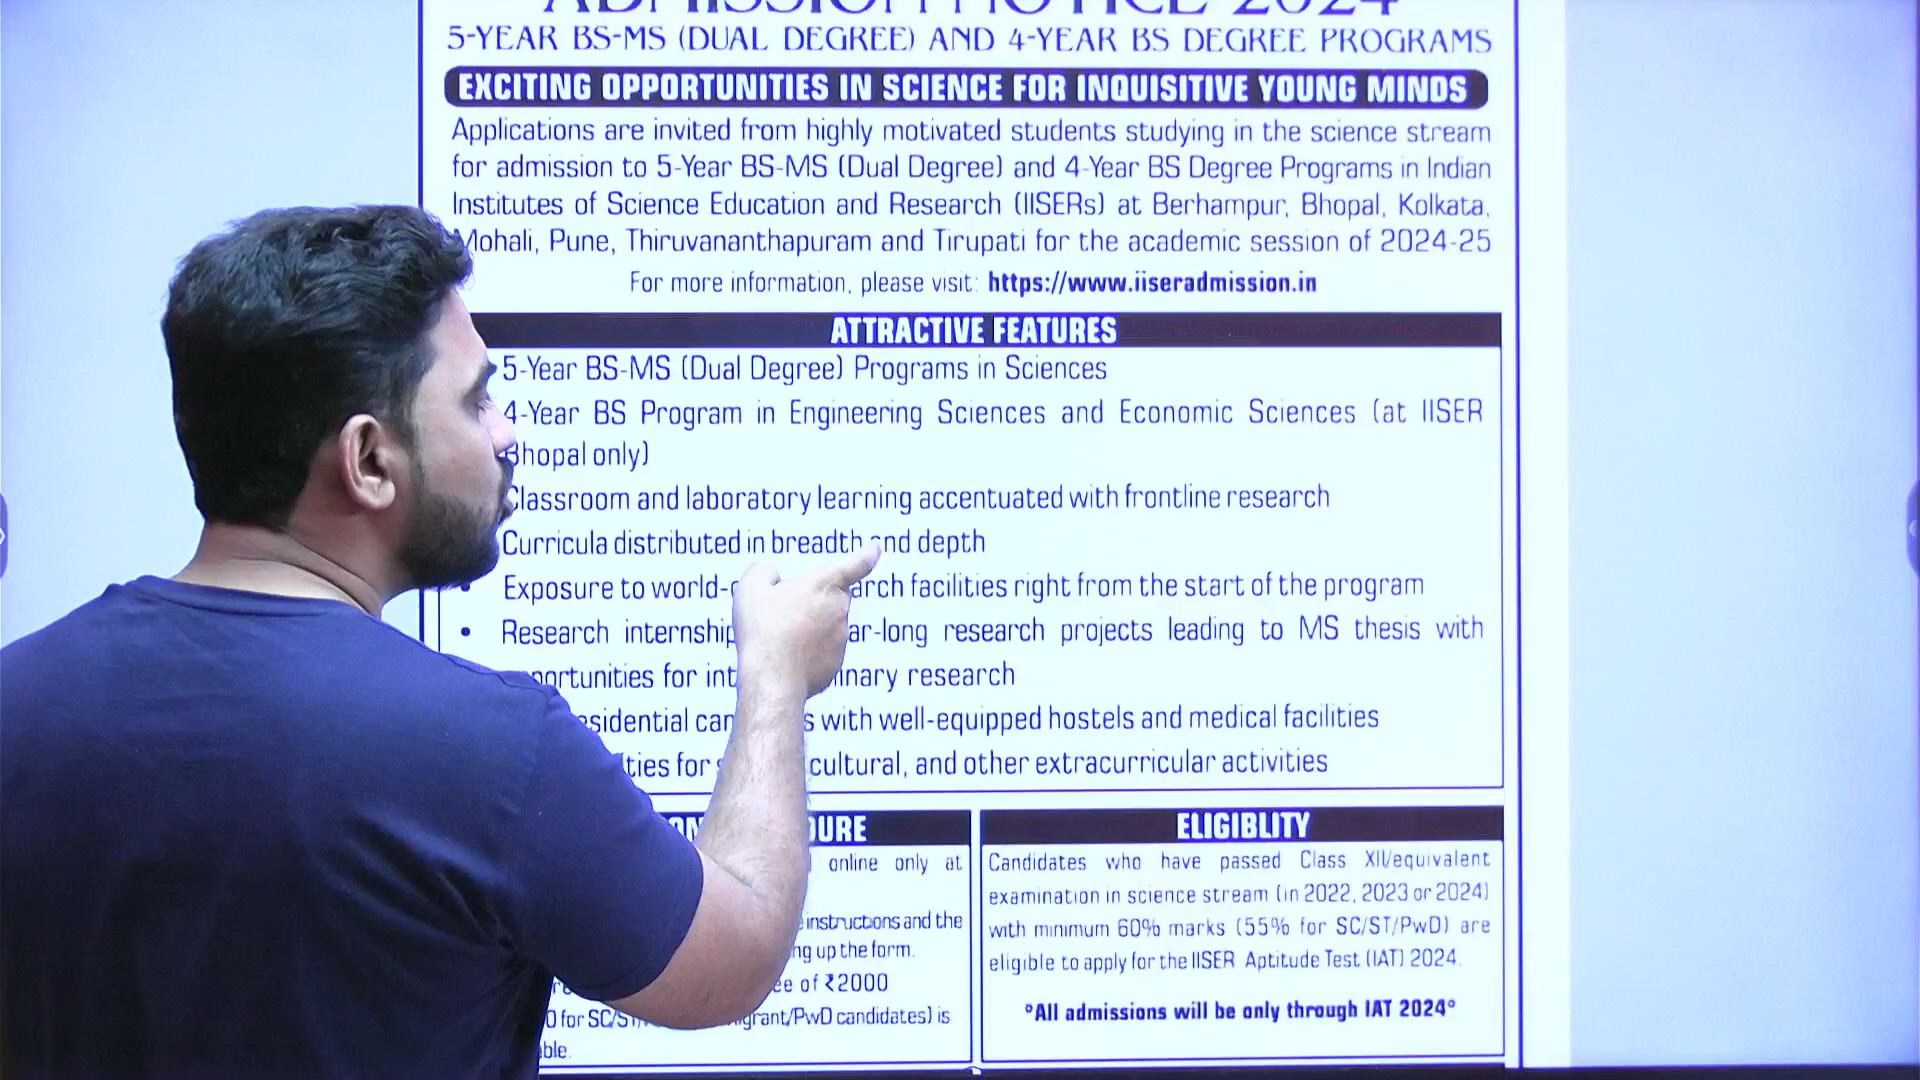 ADMISSION NOTICE 2024
5-YEAR BS-MS (DUAL DEGREE) AND 4-YEAR BS DEGREE PROGRAMS
EXCITING OPPORTUNITIES IN SCIENCE FOR INQUISITIVE YOUNG MINDS
Applications are invited from highly motivated students studying in the science stream
for admission to 5-Year BS-MS (Dual Degree) and 4-Year BS Degree Programs in Indian
Institutes of Science Education and Research (IISERs) at Berhampur, Bhopal, Kolkata,
Mohali, Pune, Thiruvananthapuram and Tirupati for the academic session of 2024-25
For more information, please visit: https://www.iiseradmission.in
ATTRACTIVE FEATURES
5-Year BS-MS (Dual Degree) Programs in Sciences
4-Year BS Program in Engineering Sciences and Economic Sciences (at IISER
Bhopal only)
Classroom and laboratory learning accentuated with frontline research
Curricula distributed in breadth and depth
• Exposure to world- facilities right from the start of the program
• Research long research projects leading to MS thesis with
for research
with well-equipped hostels and medical facilities
for cultural, and other extracurricular activities
online only at
instructions and the
up the form.
of ₹2000
for SC/ST/ PwD candidates) is
ELIGIBLITY
Candidates who have passed Class XII/equivalent
examination in science stream (in 2022, 2023 or 2024)
with minimum 60% marks (55% for SC/ST/PwD) are
eligible to apply for the IISER Aptitude Test (IAT) 2024.
°All admissions will be only through IAT 2024°